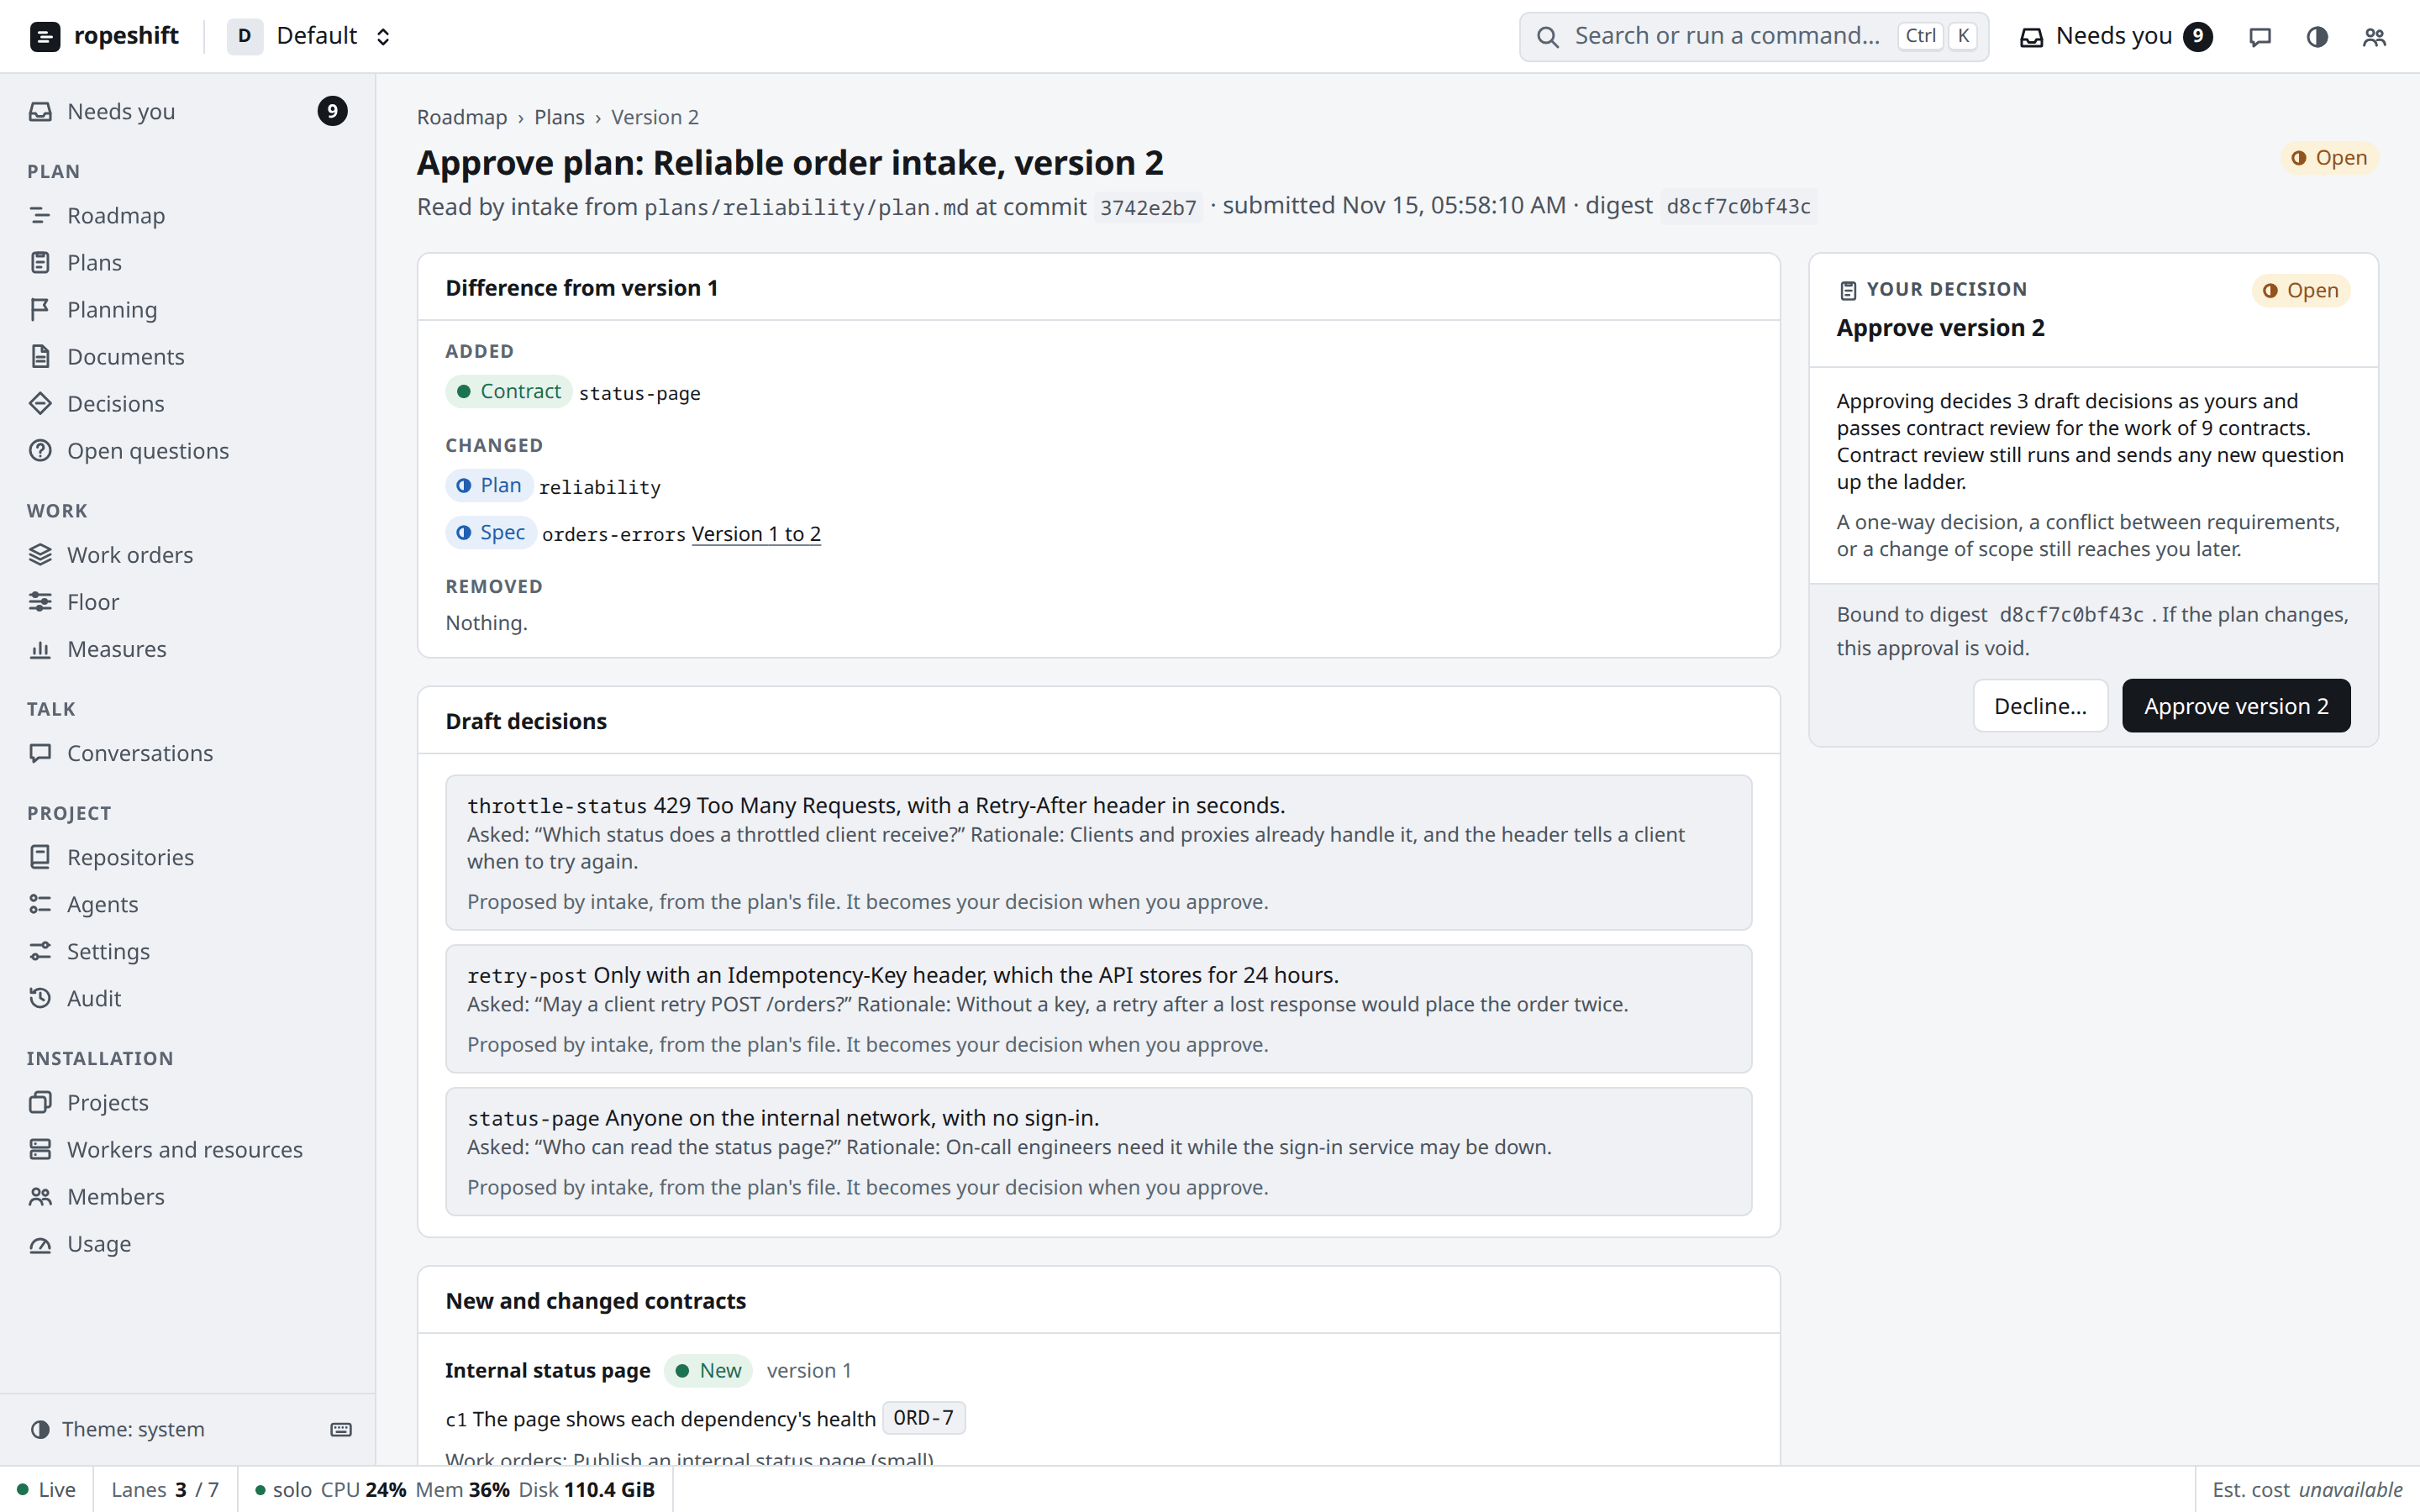 ropeshift
D Default
Search or run a command... Ctrl K
Needs you 9
Needs you 9
PLAN
Roadmap
Plans
Planning
Documents
Decisions
Open questions
WORK
Work orders
Floor
Measures
TALK
Conversations
PROJECT
Repositories
Agents
Settings
Audit
INSTALLATION
Projects
Workers and resources
Members
Usage
Theme: system
Roadmap › Plans › Version 2
Approve plan: Reliable order intake, version 2
Open
Read by intake from plans/reliability/plan.md at commit 3742e2b7 · submitted Nov 15, 05:58:10 AM · digest d8cf7c0bf43c
Difference from version 1
ADDED
Contract status-page
CHANGED
Plan reliability
Spec orders-errors Version 1 to 2
REMOVED
Nothing.
Draft decisions
throttle-status 429 Too Many Requests, with a Retry-After header in seconds.
Asked: “Which status does a throttled client receive?” Rationale: Clients and proxies already handle it, and the header tells a client
when to try again.
Proposed by intake, from the plan's file. It becomes your decision when you approve.
retry-post Only with an Idempotency-Key header, which the API stores for 24 hours.
Asked: “May a client retry POST /orders?” Rationale: Without a key, a retry after a lost response would place the order twice.
Proposed by intake, from the plan's file. It becomes your decision when you approve.
status-page Anyone on the internal network, with no sign-in.
Asked: “Who can read the status page?” Rationale: On-call engineers need it while the sign-in service may be down.
Proposed by intake, from the plan's file. It becomes your decision when you approve.
New and changed contracts
Internal status page New version 1
c1 The page shows each dependency's health ORD-7
Work orders: Publish an internal status page (small)
YOUR DECISION
Open
Approve version 2
Approving decides 3 draft decisions as yours and
passes contract review for the work of 9 contracts.
Contract review still runs and sends any new question
up the ladder.
A one-way decision, a conflict between requirements,
or a change of scope still reaches you later.
Bound to digest d8cf7c0bf43c . If the plan changes,
this approval is void.
Decline...
Approve version 2
Live
Lanes 3 / 7
solo CPU 24% Mem 36% Disk 110.4 GiB
Est. cost unavailable